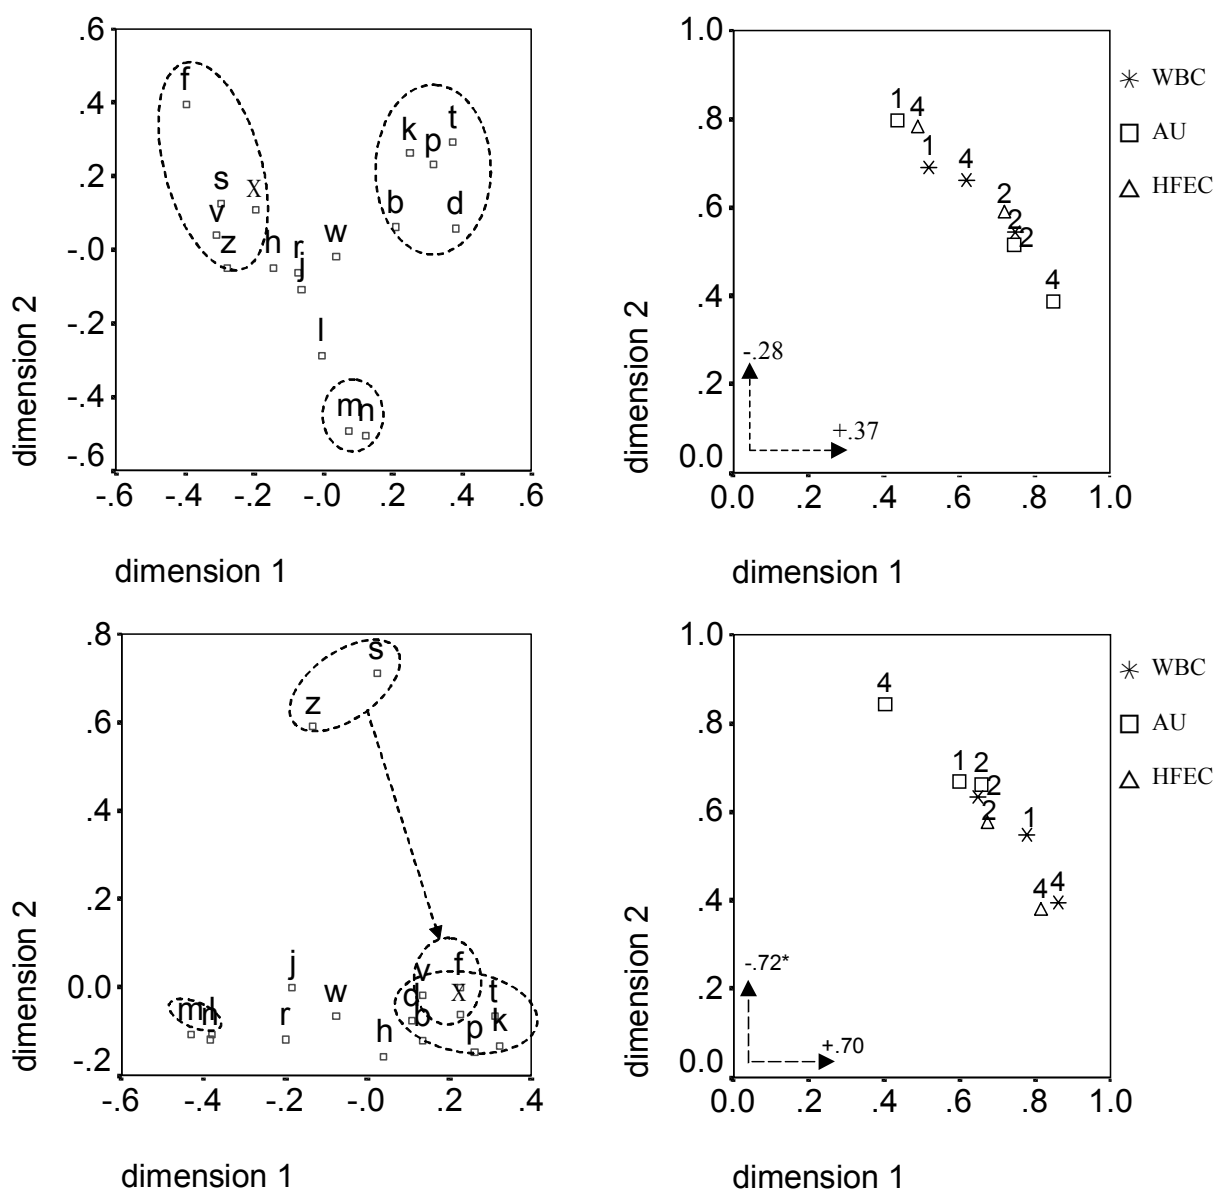 .6
.4
.2
-.0
-.2
-.4
-.6
-.6 -.4 -.2 -.0 .2 .4 .6
dimension 2
dimension 1
f
s
X
v
z
h
r
j
w
l
m
n
k
t
p
b
d
1.0
.8
.6
.4
.2
0.0
0.0 .2 .4 .6 .8 1.0
dimension 2
dimension 1
1
4
1
4
2
2
2
4
-.28
+.37
WBC
AU
HFEC
.8
.6
.4
.2
0.0
-.2
-.6 -.4 -.2 -.0 .2 .4
dimension 2
dimension 1
s
z
j
m
n
l
r
w
h
v
f
X
d
b
t
p
k
1.0
.8
.6
.4
.2
0.0
0.0 .2 .4 .6 .8 1.0
dimension 2
dimension 1
4
1
2
2
2
1
4
4
-.72*
+.70
WBC
AU
HFEC